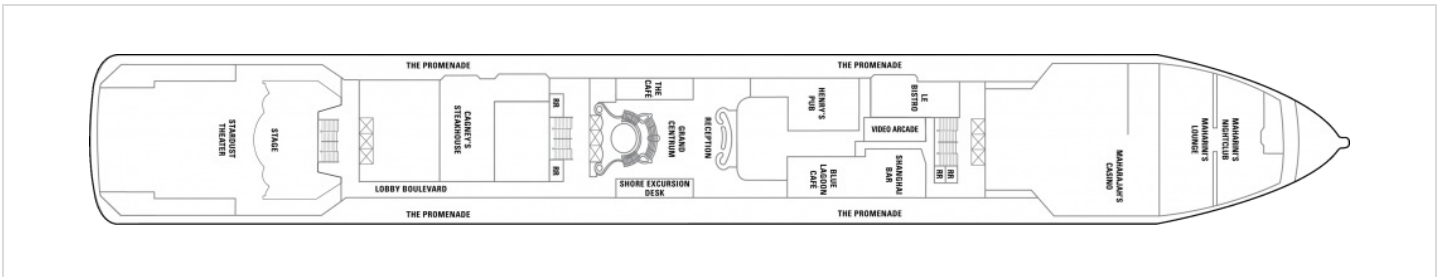 THE PROMENADE
THE PROMENADE
STARDUST
THEATER
STAGE
CAGNEY'S
STEAKHOUSE
RR
RR
LOBBY BOULEVARD
THE
CAFÉ
GRAND
CENTRUM
RECEPTION
SHORE EXCURSION
DESK
HENRY'S
PUB
LE
BISTRO
VIDEO ARCADE
BLUE
LAGOON
CAFÉ
SHANGHAI
BAR
RR
RR
MAHARAJAH'S
CASINO
MAHARINI'S
LOUNGE
MAHARINI'S
NIGHTCLUB
THE PROMENADE
THE PROMENADE